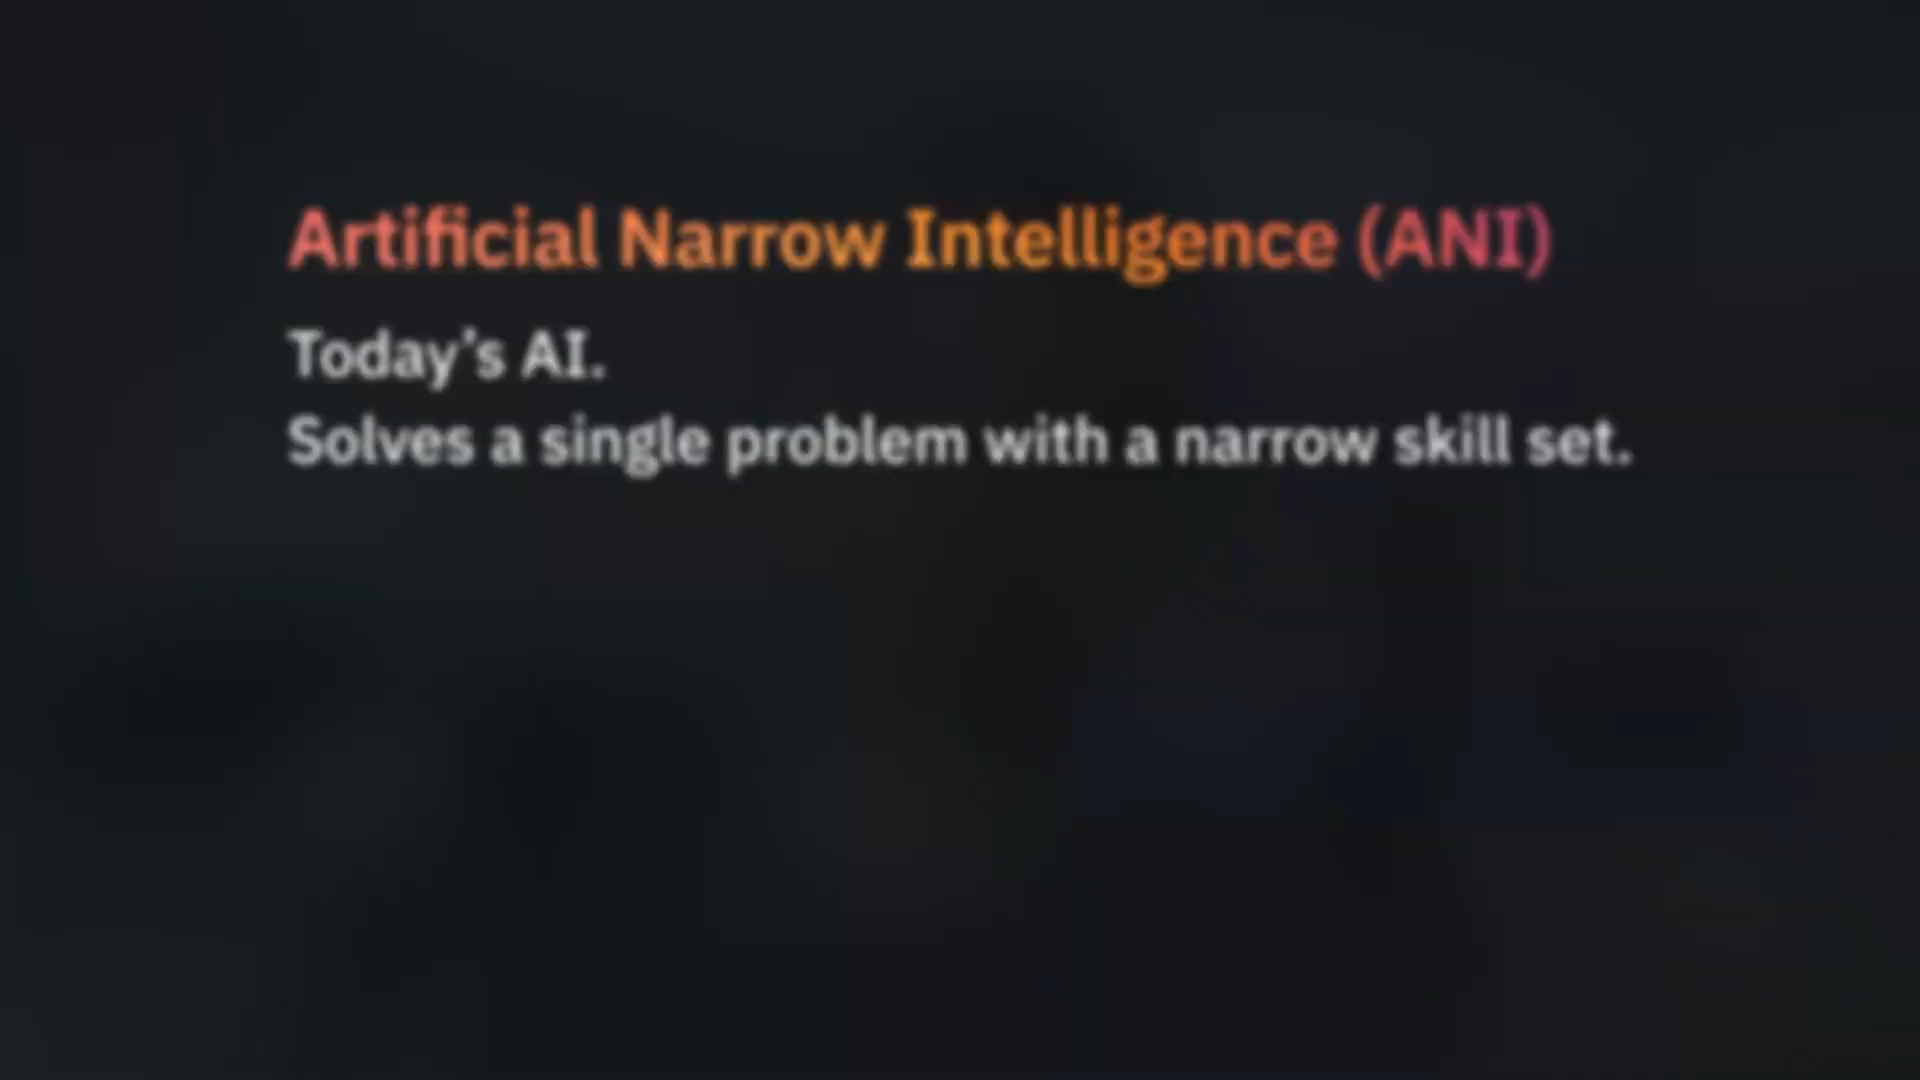 Artificial Narrow Intelligence (ANI)
Today’s AI.
Solves a single problem with a narrow skill set.